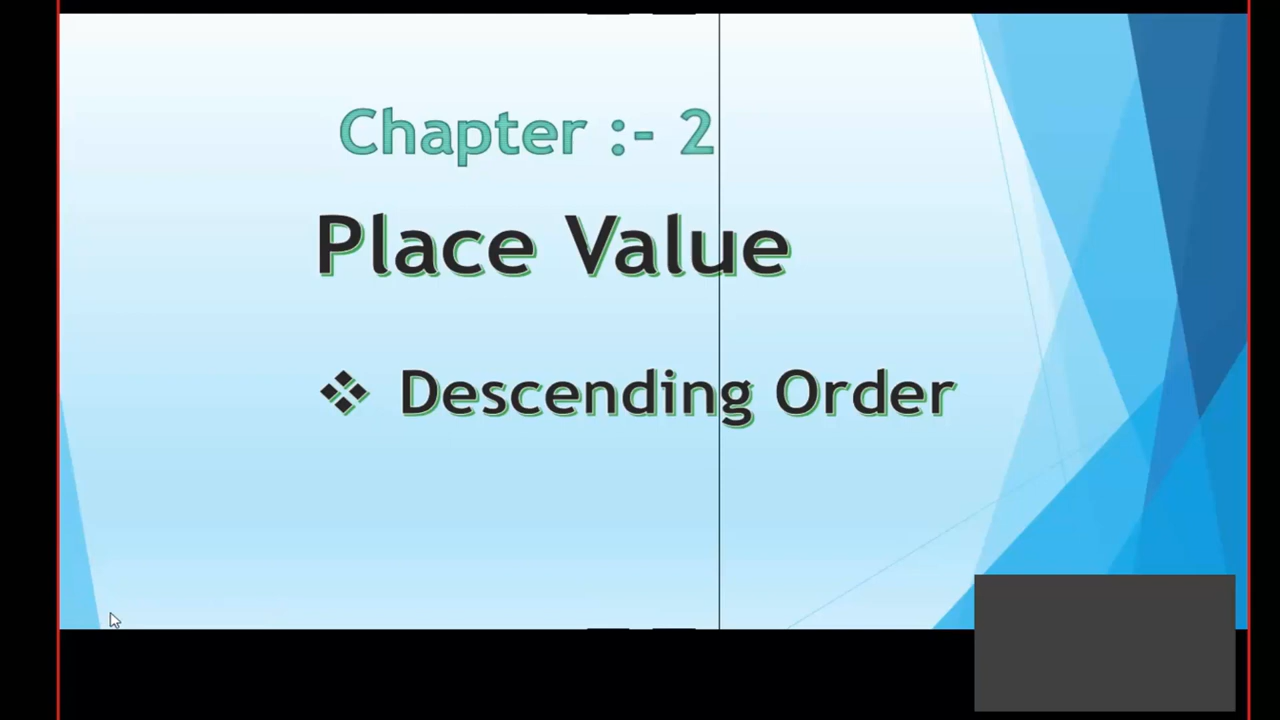 Chapter :- 2
Place Value
❖ Descending Order